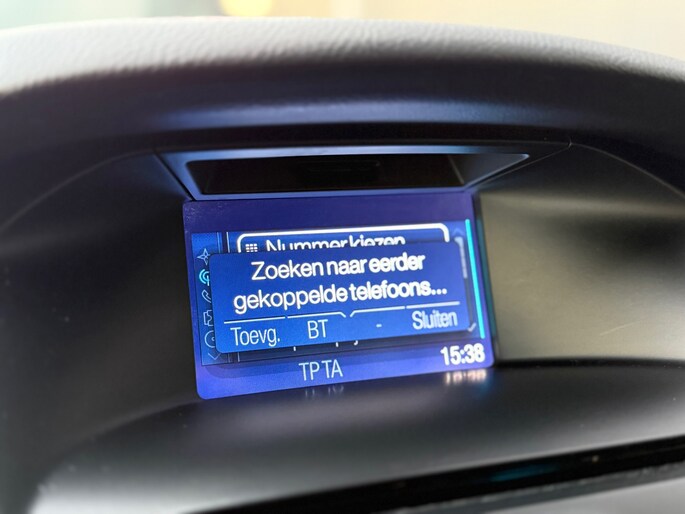 Nummer kiezen
Zoeken naar eerder
gekoppelde telefoons...
Toevg. BT - Sluiten
TP TA 15:38